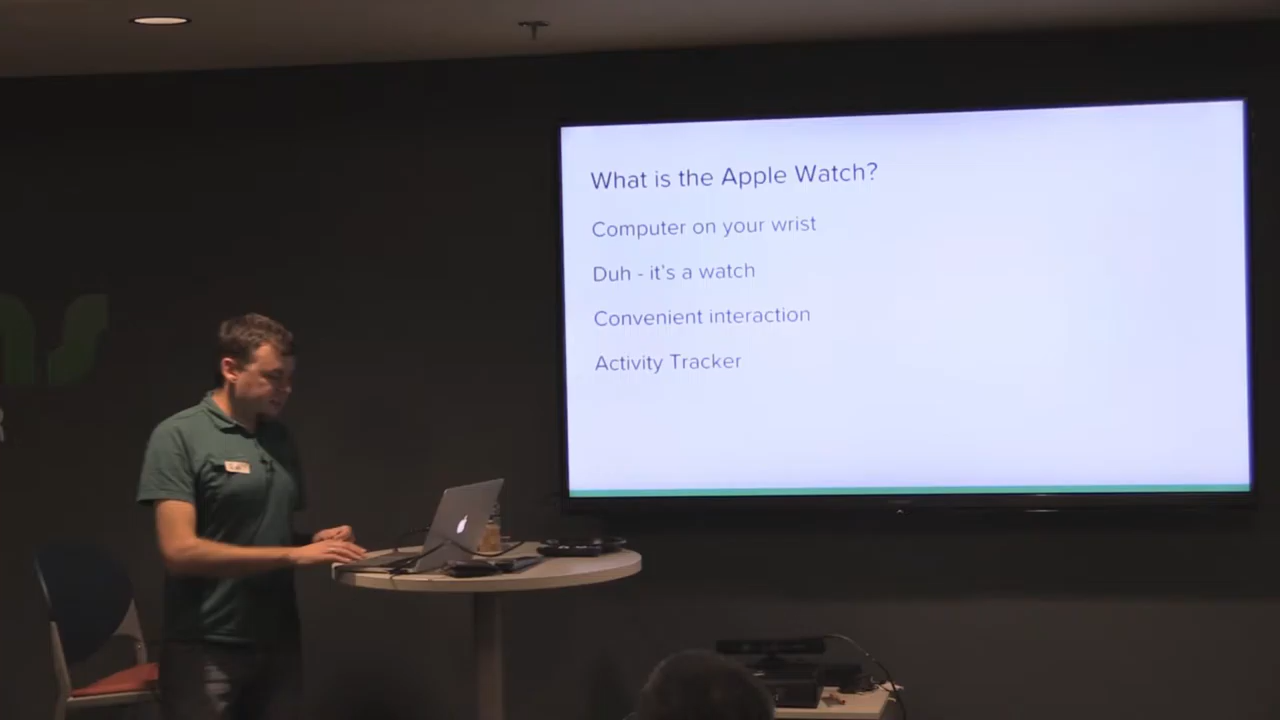 What is the Apple Watch?
Computer on your wrist
Duh - it's a watch
Convenient interaction
Activity Tracker